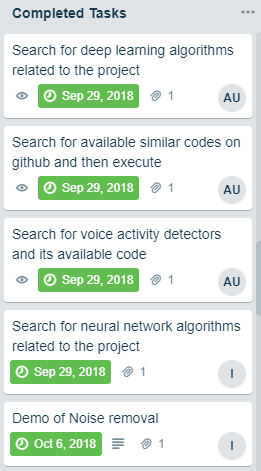 Completed Tasks
Search for deep learning algorithms
related to the project
Sep 29, 2018 1
AU
Search for available similar codes on
github and then execute
Sep 29, 2018 1
AU
Search for voice activity detectors
and its available code
Sep 29, 2018 1
AU
Search for neural network algorithms
related to the project
Sep 29, 2018 1
I
Demo of Noise removal
Oct 6, 2018 1
I